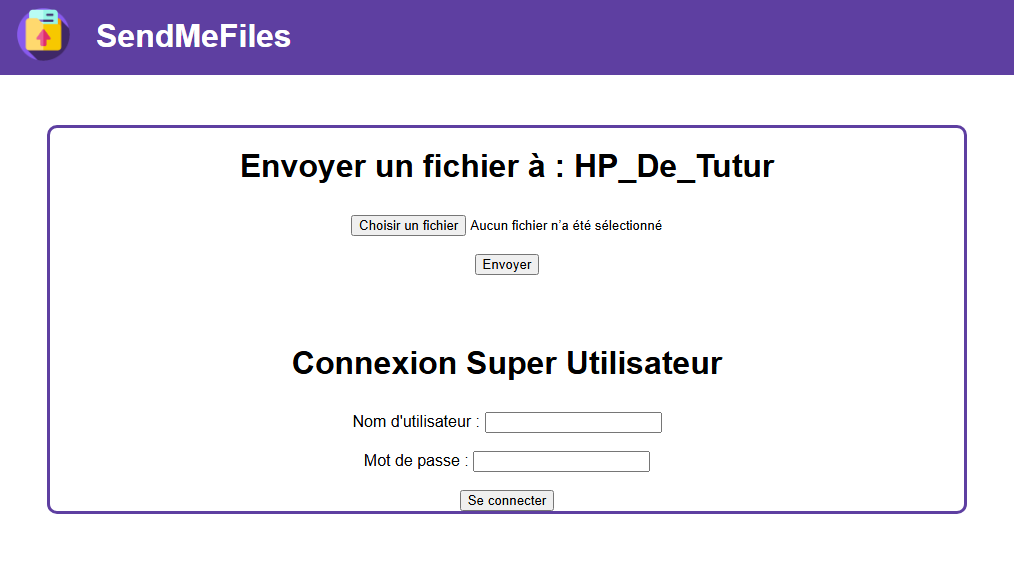 SendMeFiles
Envoyer un fichier à : HP_De_Tutur
Choisir un fichier Aucun fichier n’a été sélectionné
Envoyer
Connexion Super Utilisateur
Nom d'utilisateur :
Mot de passe :
Se connecter